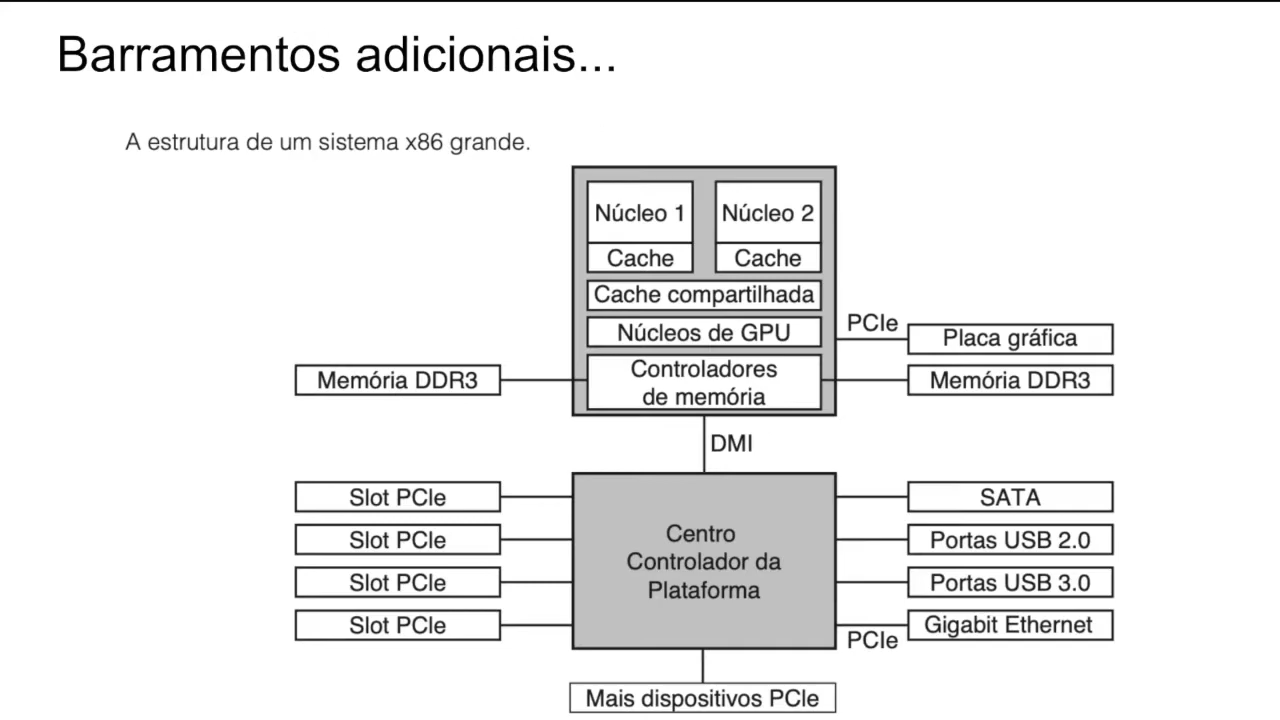 Barramentos adicionais...
A estrutura de um sistema x86 grande.
Núcleo 1
Núcleo 2
Cache
Cache
Cache compartilhada
Núcleos de GPU
PCIe
Placa gráfica
Memória DDR3
Controladores
de memória
Memória DDR3
DMI
Slot PCIe
Slot PCIe
Slot PCIe
Slot PCIe
Centro
Controlador da
Plataforma
SATA
Portas USB 2.0
Portas USB 3.0
Gigabit Ethernet
PCIe
Mais dispositivos PCIe